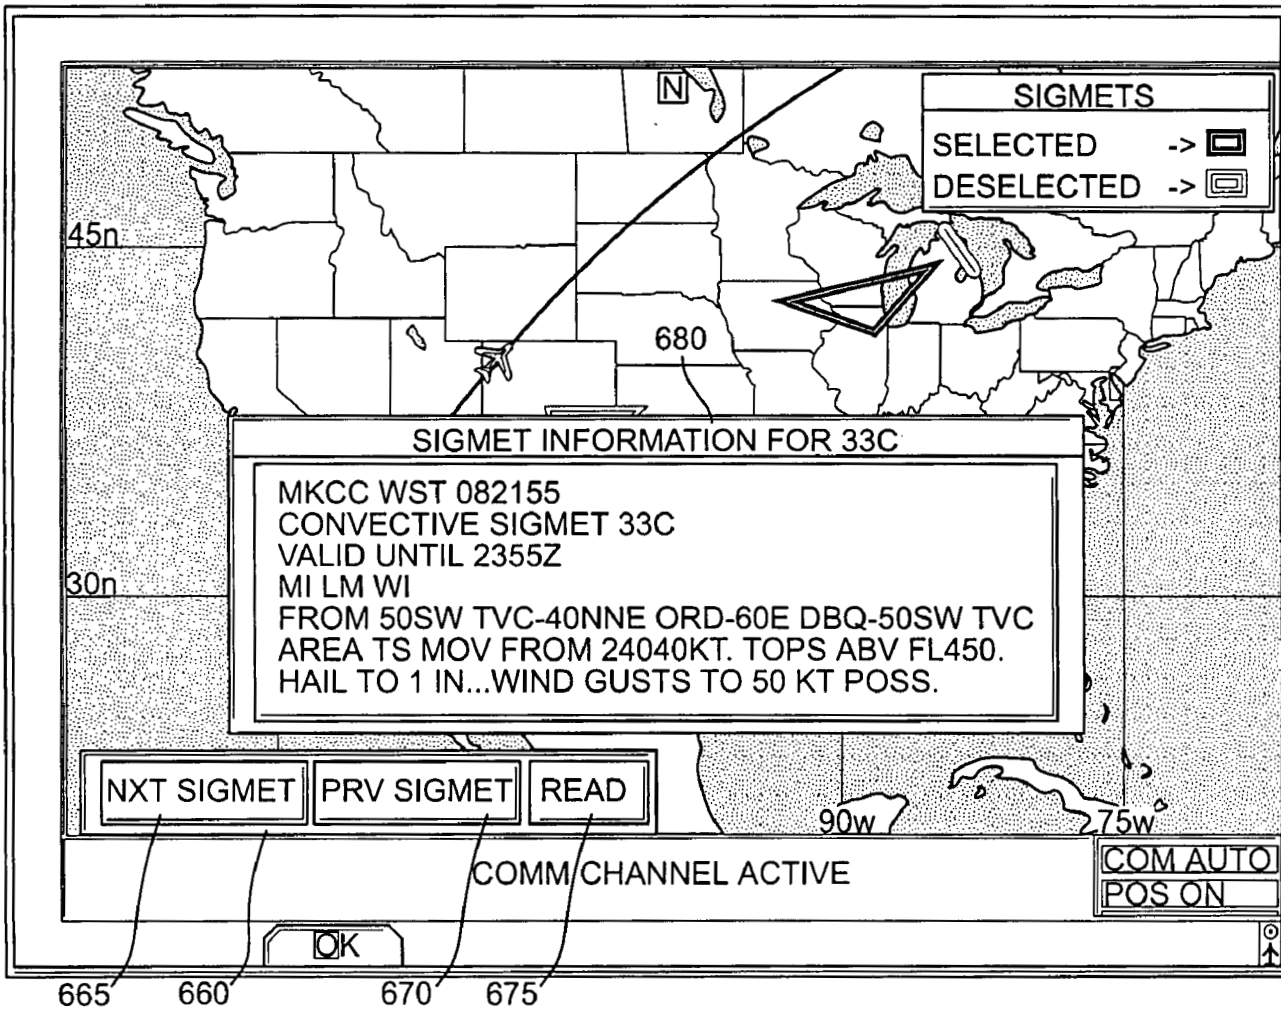 N
SIGMETS
SELECTED ->
DESELECTED ->
45n
680
SIGMET INFORMATION FOR 33C
MKCC WST 082155
CONVECTIVE SIGMET 33C
VALID UNTIL 2355Z
MI LM WI
30n
FROM 50SW TVC-40NNE ORD-60E DBQ-50SW TVC
AREA TS MOV FROM 24040KT. TOPS ABV FL450.
HAIL TO 1 IN...WIND GUSTS TO 50 KT POSS.
NXT SIGMET PRV SIGMET READ
90w 75w
COMM CHANNEL ACTIVE
COM AUTO
POS ON
OK
665 660 670 675